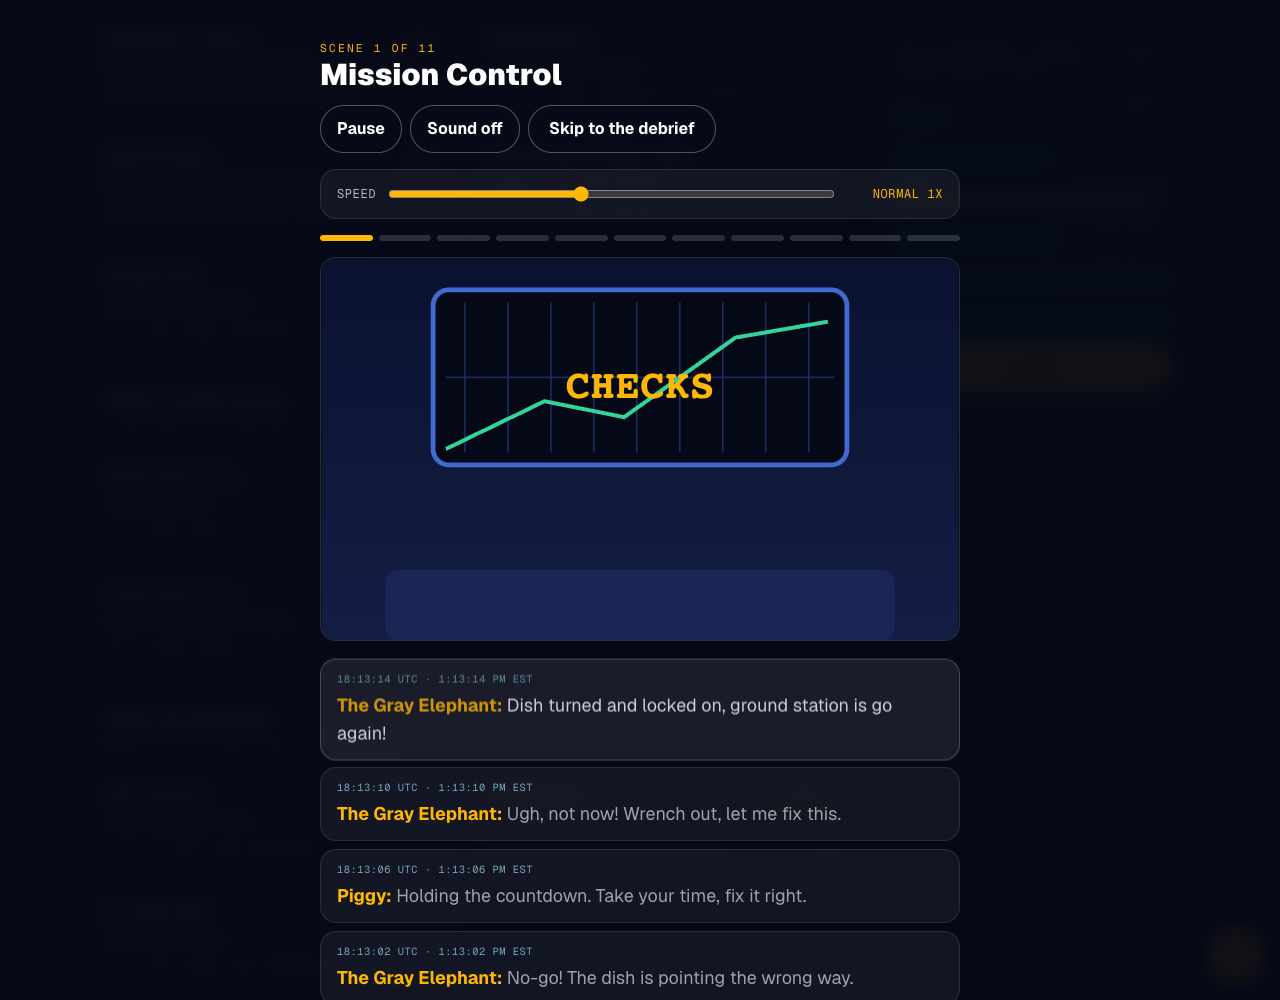 SCENE 1 OF 11
Mission Control
Pause
Sound off
Skip to the debrief
SPEED
NORMAL 1X
CHECKS
18:13:14 UTC · 1:13:14 PM EST
The Gray Elephant: Dish turned and locked on, ground station is go
again!
18:13:10 UTC · 1:13:10 PM EST
The Gray Elephant: Ugh, not now! Wrench out, let me fix this.
18:13:06 UTC · 1:13:06 PM EST
Piggy: Holding the countdown. Take your time, fix it right.
18:13:02 UTC · 1:13:02 PM EST
The Gray Elephant: No-go! The dish is pointing the wrong way.